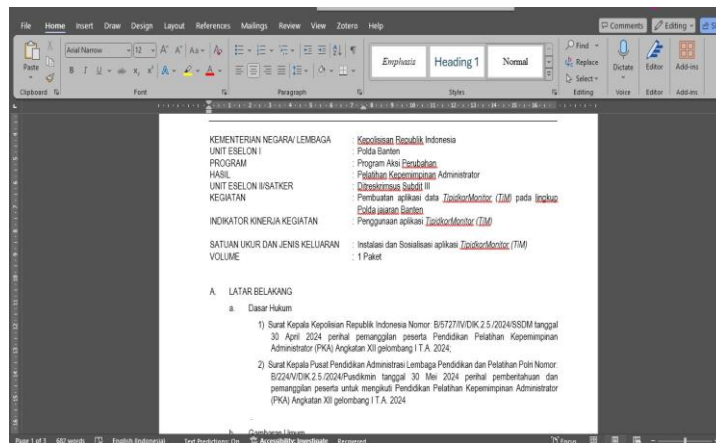 File Home Insert Draw Design Layout References Mailings Review View Zotero Help
Comments Editing
Paste
Arial Narrow 12
Emphasis Heading 1 Normal
Find
Replace
Select
Dictate Editor Add-ins
Clipboard Font Paragraph Styles Editing Voice Editor Add-ins
KEMENTERIAN NEGARA/ LEMBAGA : Kepolisisan Republik Indonesia
UNIT ESELON I : Polda Banten
PROGRAM : Program Aksi Perubahan
HASIL : Pelatihan Kepemimpinan Administrator
UNIT ESELON II/SATKER : Ditreskrimsus Subdit III
KEGIATAN : Pembuatan aplikasi data TipidkorMonitor (TiM) pada lingkup
Polda jajaran Banten
INDIKATOR KINERJA KEGIATAN : Penggunaan aplikasi TipidkorMonitor (TiM)
SATUAN UKUR DAN JENIS KELUARAN : Instalasi dan Sosialisasi aplikasi TipidkorMonitor (TiM)
VOLUME : 1 Paket
A. LATAR BELAKANG
a. Dasar Hukum
1) Surat Kepala Kepolisian Republik Indonesia Nomor: B/5727/IV/DIK.2.5./2024/SSDM tanggal
30 April 2024 perihal pemanggilan peserta Pendidikan Pelatihan Kepemimpinan
Administrator (PKA) Angkatan XII gelombang I T.A. 2024;
2) Surat Kepala Pusat Pendidikan Administrasi Lembaga Pendidikan dan Pelatihan Polri Nomor:
B/224/V/DIK.2.5./2024/Pusdikmin tanggal 30 Mei 2024 perihal pemberitahuan dan
pemanggilan peserta untuk mengikuti Pendidikan Pelatihan Kepemimpinan Administrator
(PKA) Angkatan XII gelombang I T.A. 2024
b. Gambaran Umum
Page 1 of 3 682 words English (Indonesia) Text Predictions: On Accessibility: Investigate Recovered Focus